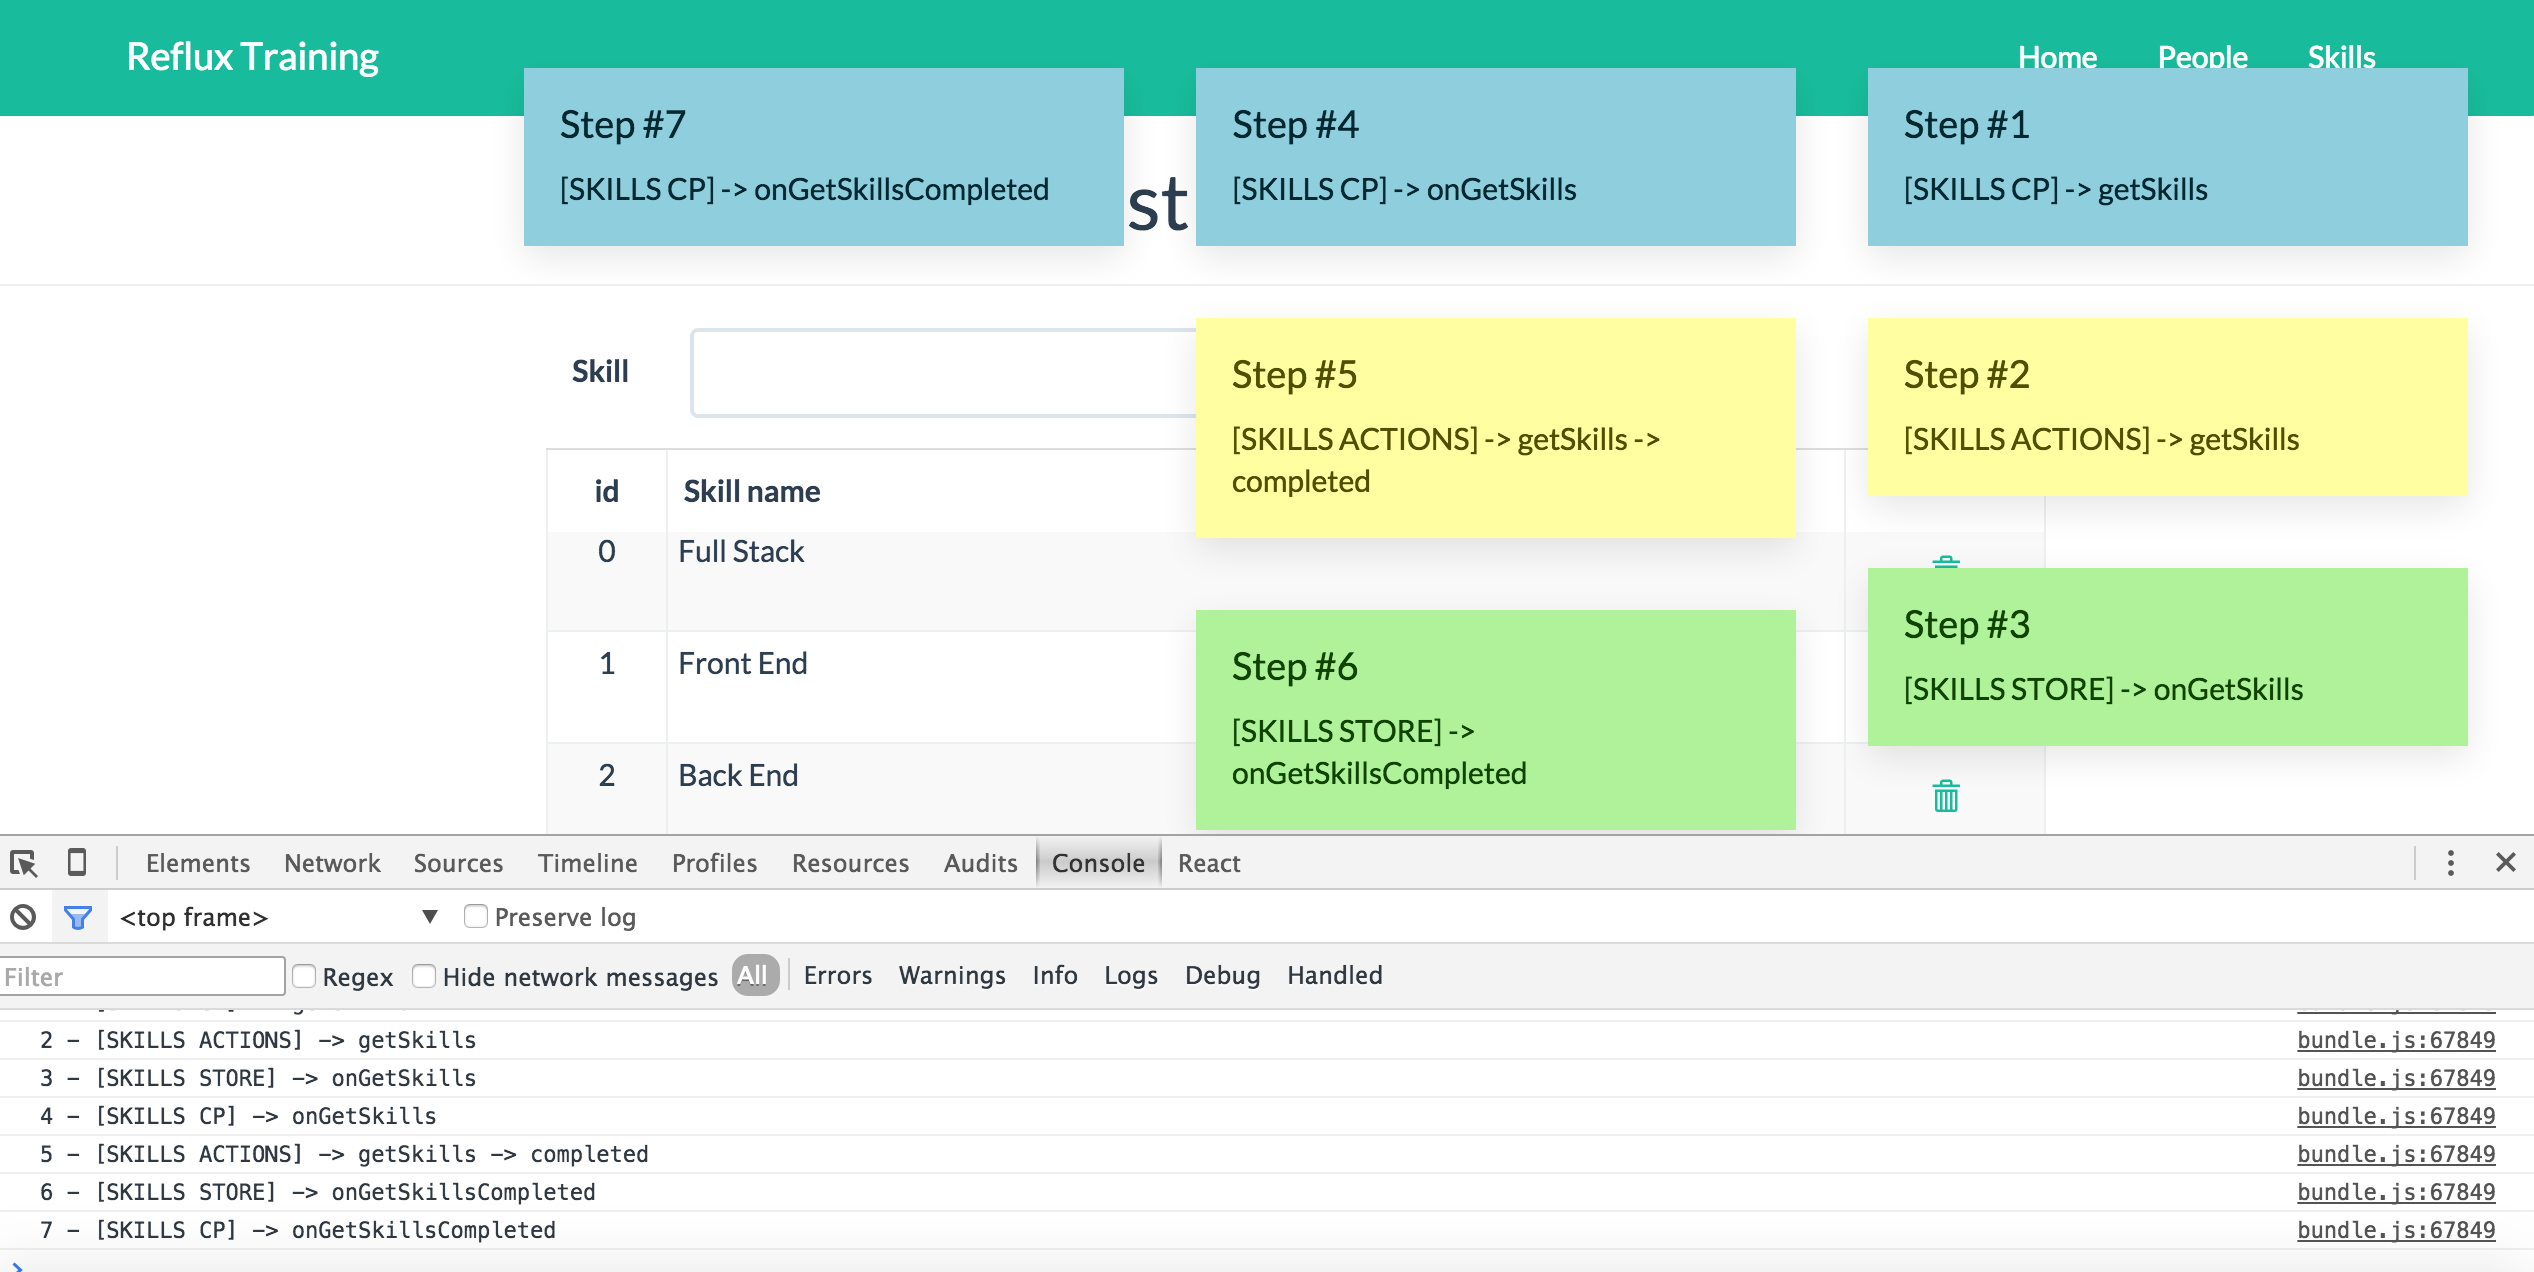 Reflux Training
Home People Skills
Step #7
[SKILLS CP] -> onGetSkillsCompleted
st
Step #4
[SKILLS CP] -> onGetSkills
Step #1
[SKILLS CP] -> getSkills
Skill
Step #5
[SKILLS ACTIONS] -> getSkills ->
completed
Step #2
[SKILLS ACTIONS] -> getSkills
id Skill name
0 Full Stack
1 Front End
2 Back End
Step #6
[SKILLS STORE] ->
onGetSkillsCompleted
Step #3
[SKILLS STORE] -> onGetSkills
Elements Network Sources Timeline Profiles Resources Audits Console React
<top frame> ▼ Preserve log
Filter Regex Hide network messages All Errors Warnings Info Logs Debug Handled
2 – [SKILLS ACTIONS] –> getSkills bundle.js:67849
3 – [SKILLS STORE] –> onGetSkills bundle.js:67849
4 – [SKILLS CP] –> onGetSkills bundle.js:67849
5 – [SKILLS ACTIONS] –> getSkills –> completed bundle.js:67849
6 – [SKILLS STORE] –> onGetSkillsCompleted bundle.js:67849
7 – [SKILLS CP] –> onGetSkillsCompleted bundle.js:67849